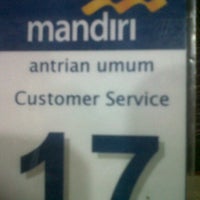 mandiri
antrian umum
Customer Service
17